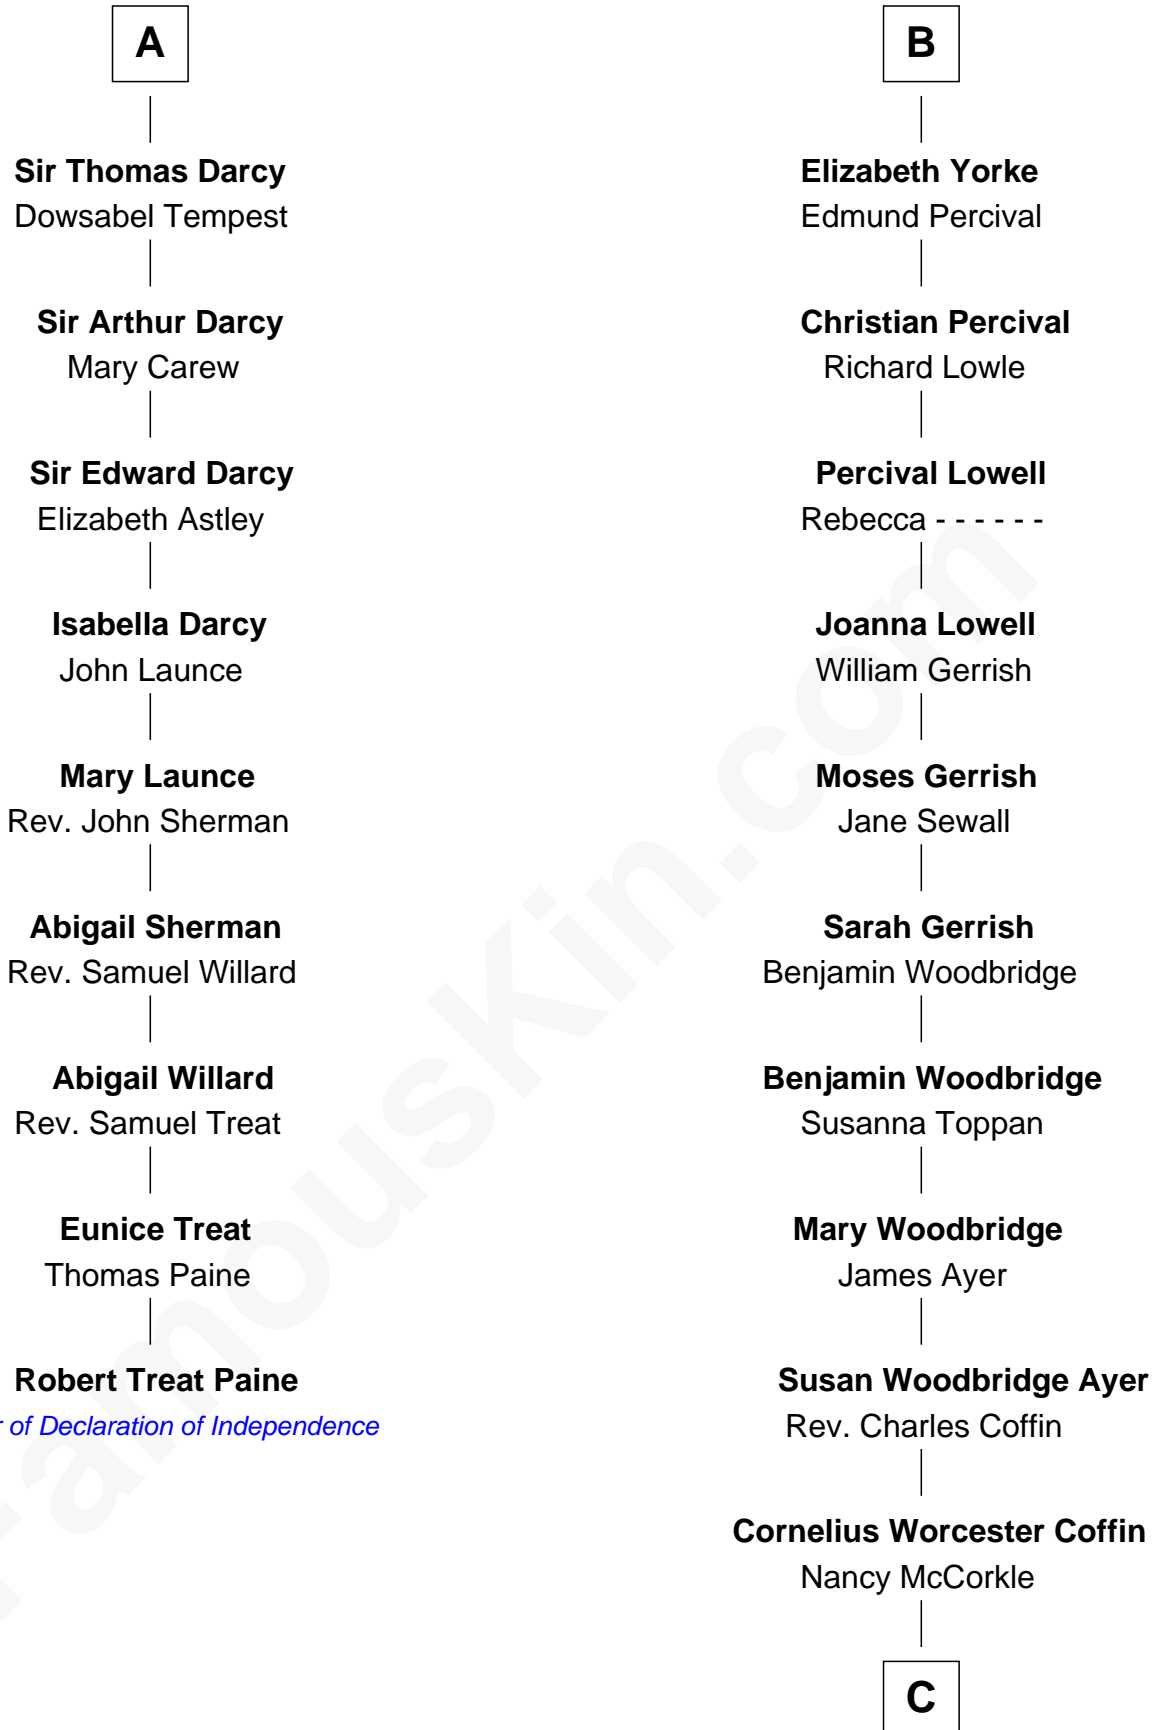 A
Sir Thomas Darcy
Dowsabel Tempest
Sir Arthur Darcy
Mary Carew
Sir Edward Darcy
Elizabeth Astley
Isabella Darcy
John Launce
Mary Launce
Rev. John Sherman
Abigail Sherman
Rev. Samuel Willard
Abigail Willard
Rev. Samuel Treat
Eunice Treat
Thomas Paine
Robert Treat Paine
of Declaration of Independence
B
Elizabeth Yorke
Edmund Percival
Christian Percival
Richard Lowle
Percival Lowell
Rebecca - - - - - -
Joanna Lowell
William Gerrish
Moses Gerrish
Jane Sewall
Sarah Gerrish
Benjamin Woodbridge
Benjamin Woodbridge
Susanna Toppan
Mary Woodbridge
James Ayer
Susan Woodbridge Ayer
Rev. Charles Coffin
Cornelius Worcester Coffin
Nancy McCorkle
C
FamousKin.com